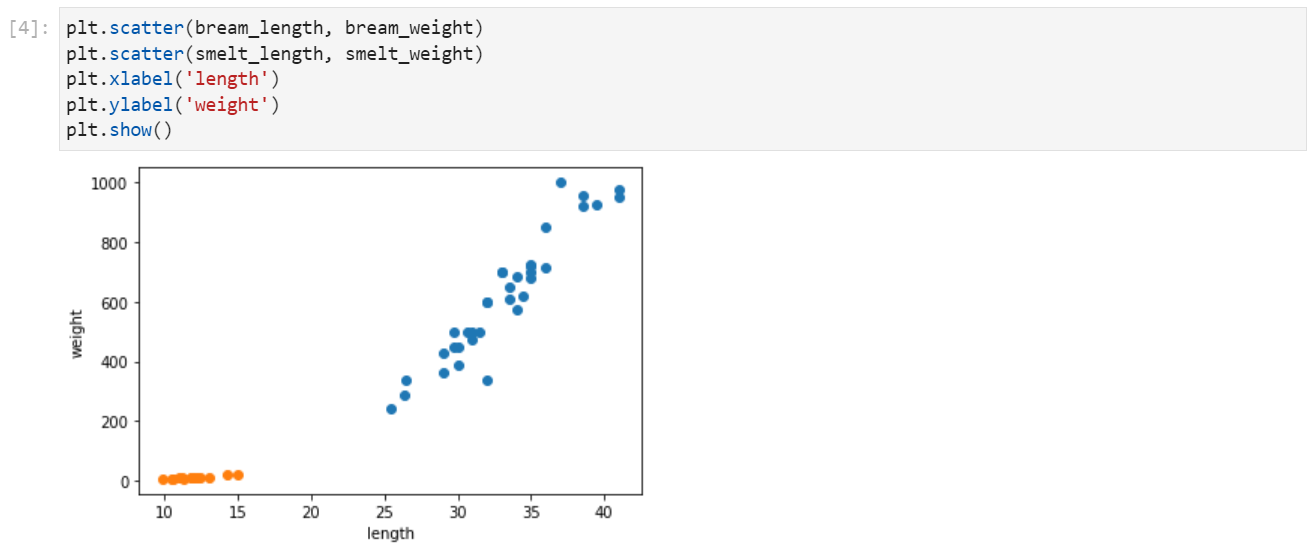 [4]: plt.scatter(bream_length, bream_weight)
plt.scatter(smelt_length, smelt_weight)
plt.xlabel('length')
plt.ylabel('weight')
plt.show()
1000
800
600
400
200
0
weight
10 15 20 25 30 35 40
length